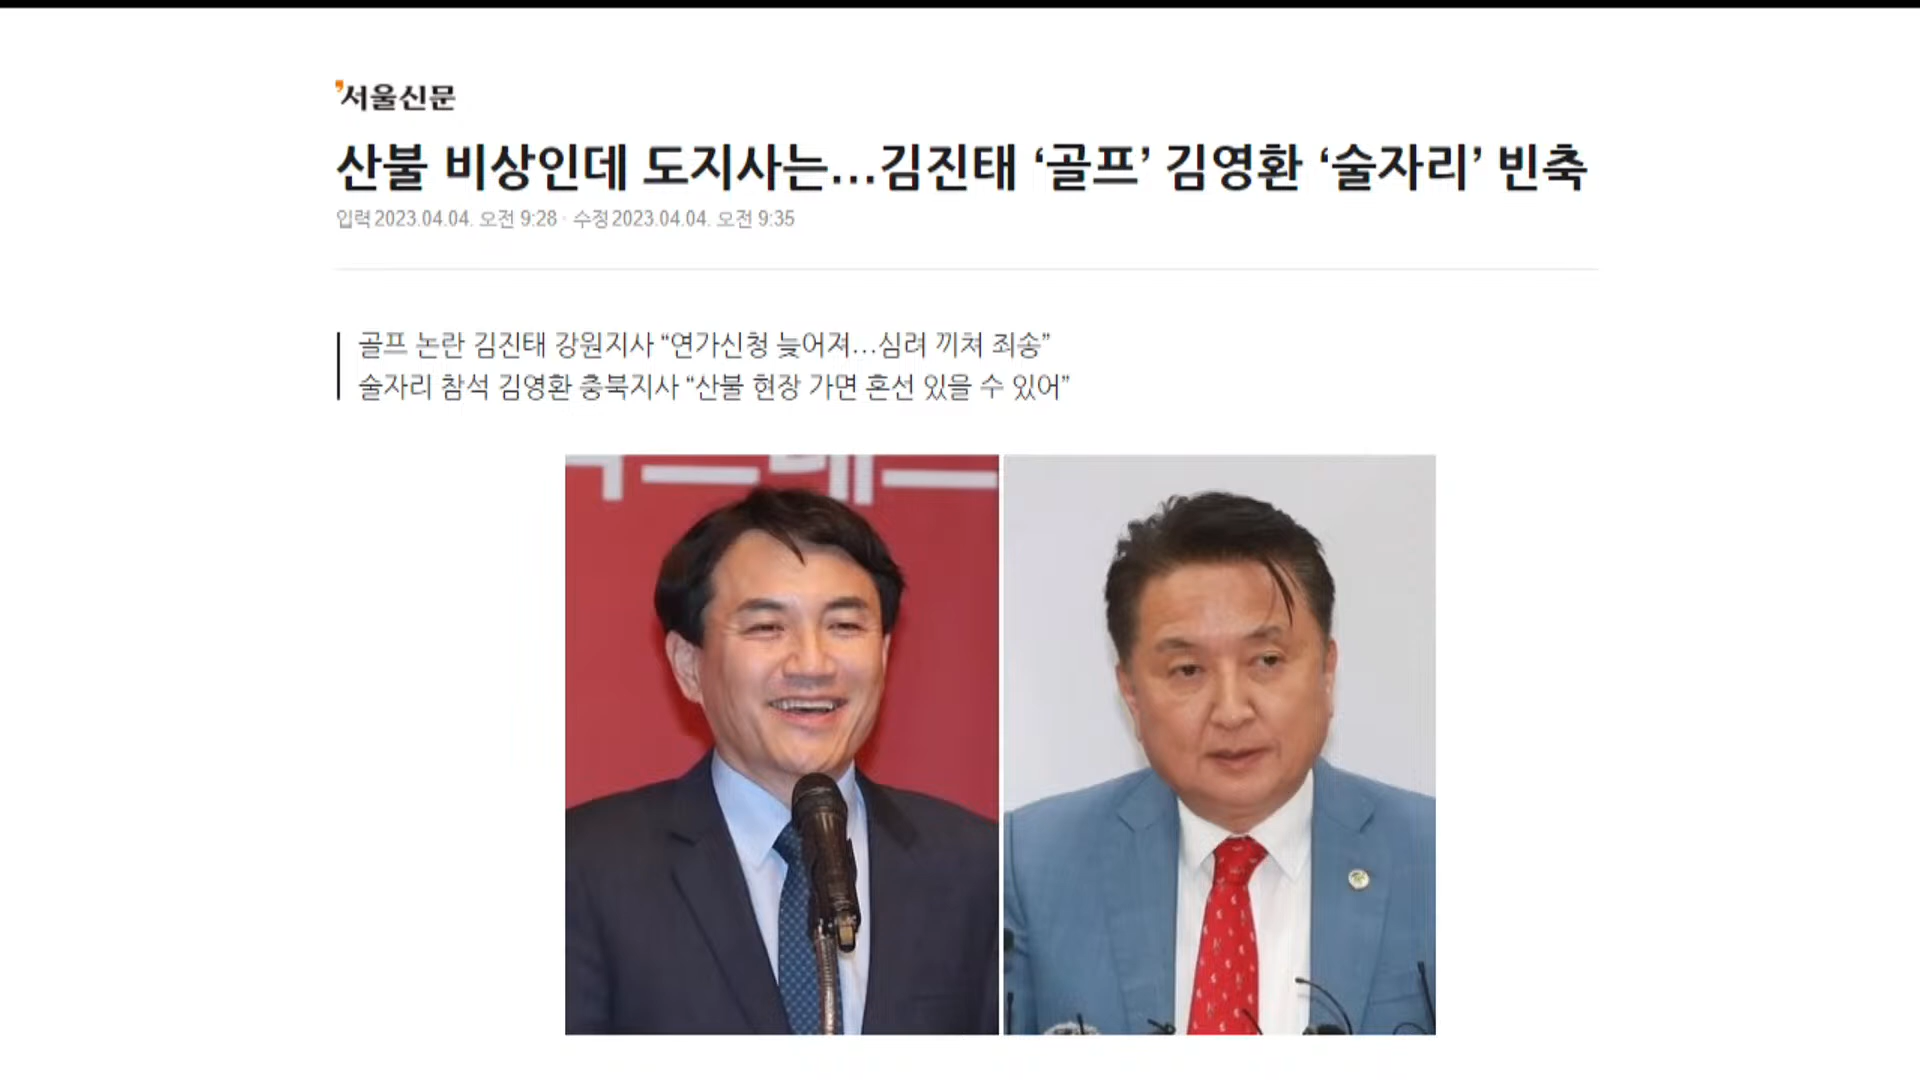 서울신문
산불 비상인데 도지사는…김진태 ‘골프’ 김영환 ‘술자리’ 빈축
입력 2023.04.04. 오전 9:28 · 수정 2023.04.04. 오전 9:35
골프 논란 김진태 강원지사 “연가신청 늦어져…심려 끼쳐 죄송”
술자리 참석 김영환 충북지사 “산불 현장 가면 혼선 있을 수 있어”